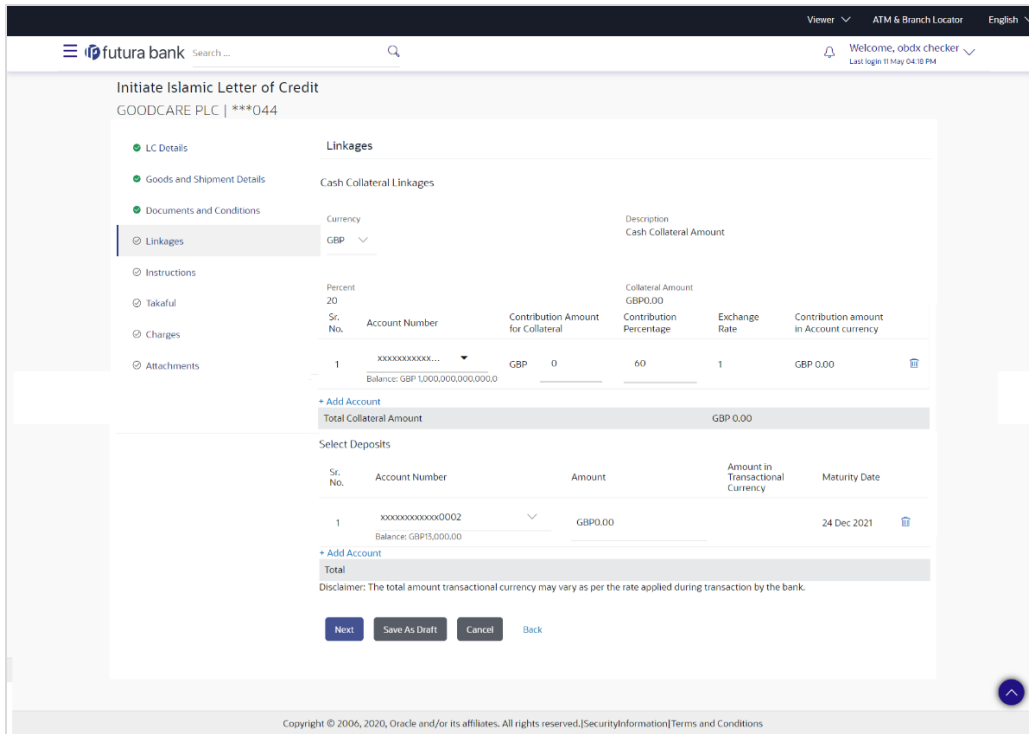 Viewer ATM & Branch Locator English
futura bank Search ... Welcome, obdx checker
Last login 11 May 04:18 PM
Initiate Islamic Letter of Credit
GOODCARE PLC | ***044
LC Details
Goods and Shipment Details
Documents and Conditions
Linkages
Instructions
Takaful
Charges
Attachments
Linkages
Cash Collateral Linkages
Currency Description
GBP Cash Collateral Amount
Percent Collateral Amount
20 GBP0.00
Sr. No. Account Number Contribution Amount for Collateral Contribution Percentage Exchange Rate Contribution amount in Account currency
1 xxxxxxxxxxx... GBP 0 60 1 GBP 0.00
Balance: GBP 1,000,000,000,000.0
+ Add Account
Total Collateral Amount GBP 0.00
Select Deposits
Sr. No. Account Number Amount Amount in Transactional Currency Maturity Date
1 xxxxxxxxxxxx0002 GBP0.00 24 Dec 2021
Balance: GBP15,000.00
+ Add Account
Total
Disclaimer: The total amount transactional currency may vary as per the rate applied during transaction by the bank.
Next Save As Draft Cancel Back
Copyright © 2006, 2020, Oracle and/or its affiliates. All rights reserved.|SecurityInformation|Terms and Conditions